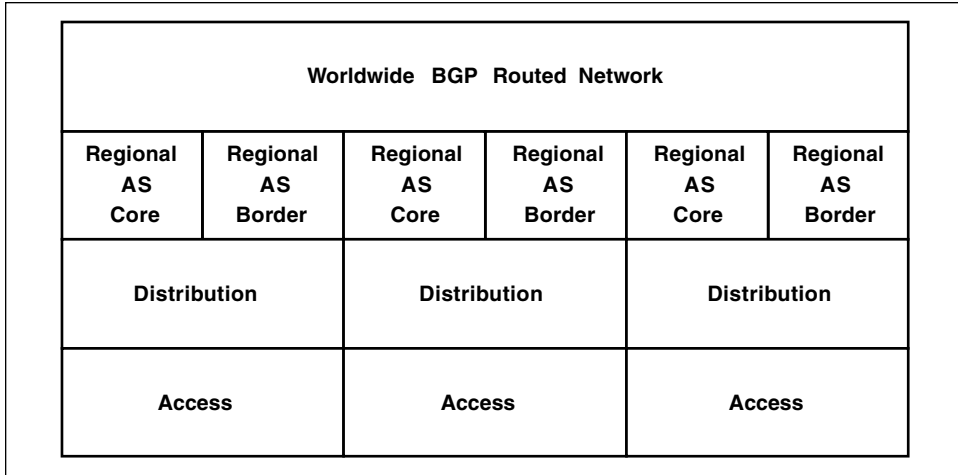 Worldwide BGP Routed Network
Regional AS Core
Regional AS Border
Regional AS Core
Regional AS Border
Regional AS Core
Regional AS Border
Distribution
Distribution
Distribution
Access
Access
Access